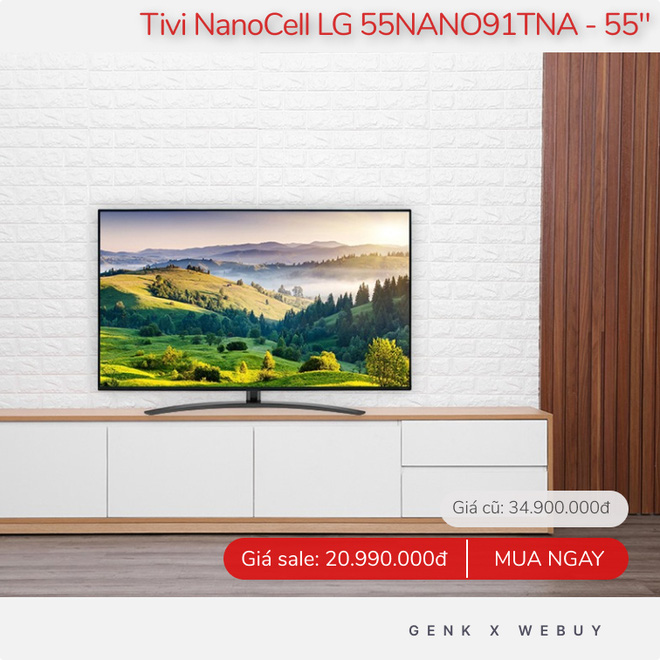 Tivi NanoCell LG 55NANO91TNA - 55"
Giá cũ: 34.900.000đ
Giá sale: 20.990.000đ MUA NGAY
GENK X WEBUY